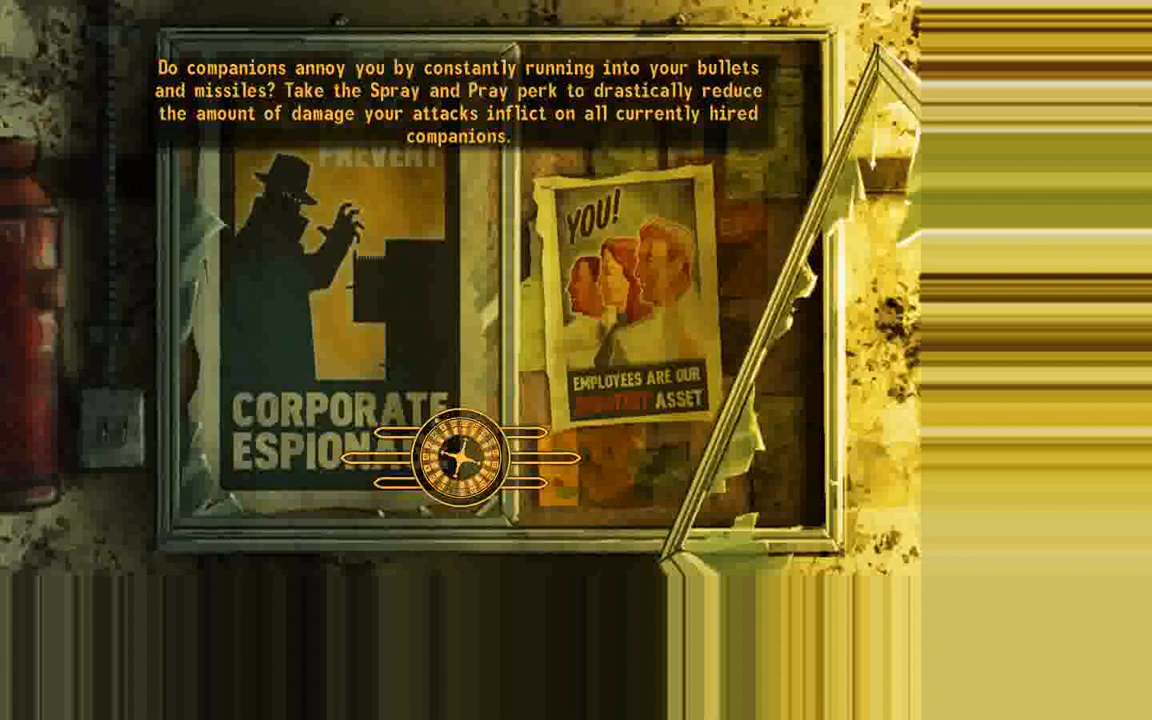 Do companions annoy you by constantly running into your bullets
and missiles? Take the Spray and Pray perk to drastically reduce
the amount of damage your attacks inflict on all currently hired
companions.
PREVENT
CORPORATE
YOU!
EMPLOYEES ARE OUR
ASSET